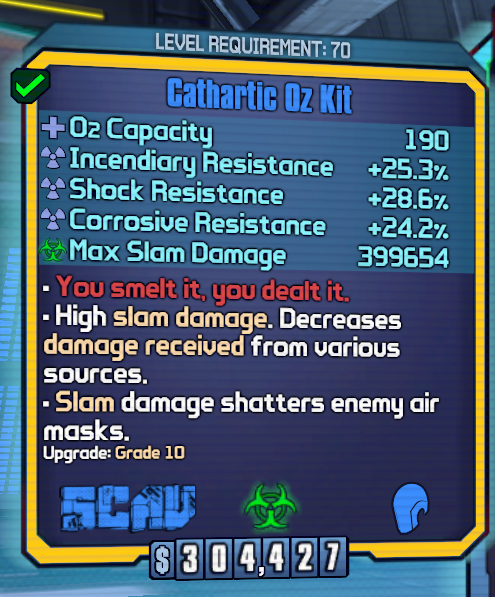 LEVEL REQUIREMENT: 70
Cathartic Oz Kit
O2 Capacity 190
Incendiary Resistance +25.3%
Shock Resistance +28.6%
Corrosive Resistance +24.2%
Max Slam Damage 399654
• You smelt it, you dealt it.
• High slam damage. Decreases
damage received from various
sources.
• Slam damage shatters enemy air
masks.
Upgrade: Grade 10
SCAV
$304,427